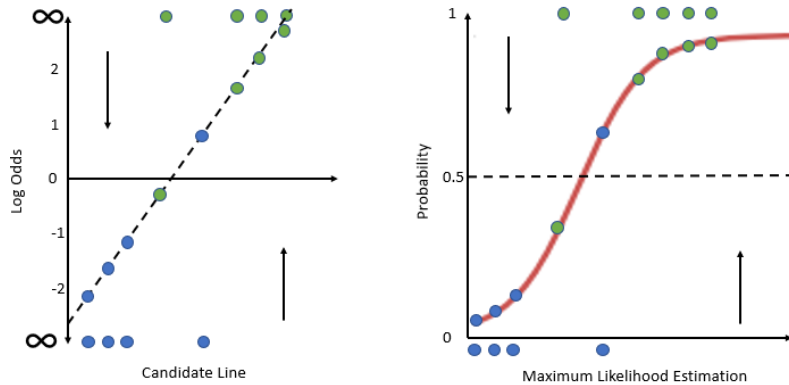 ∞
2
1
0
-1
-2
∞
Log Odds
Candidate Line
1
0.5
0
Probability
Maximum Likelihood Estimation